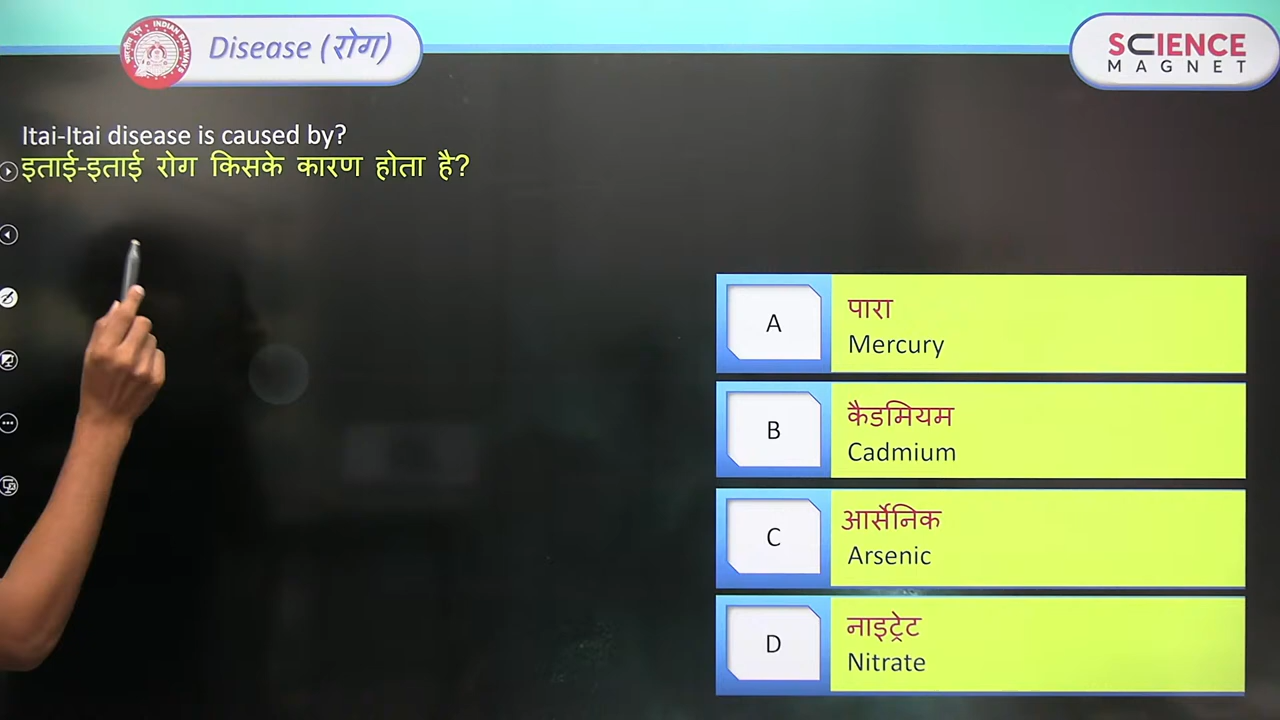 Disease (रोग)
SCIENCE
MAGNET
Itai-Itai disease is caused by?
इताई-इताई रोग किसके कारण होता है?
A
पारा
Mercury
B
कैडमियम
Cadmium
C
आर्सेनिक
Arsenic
D
नाइट्रेट
Nitrate